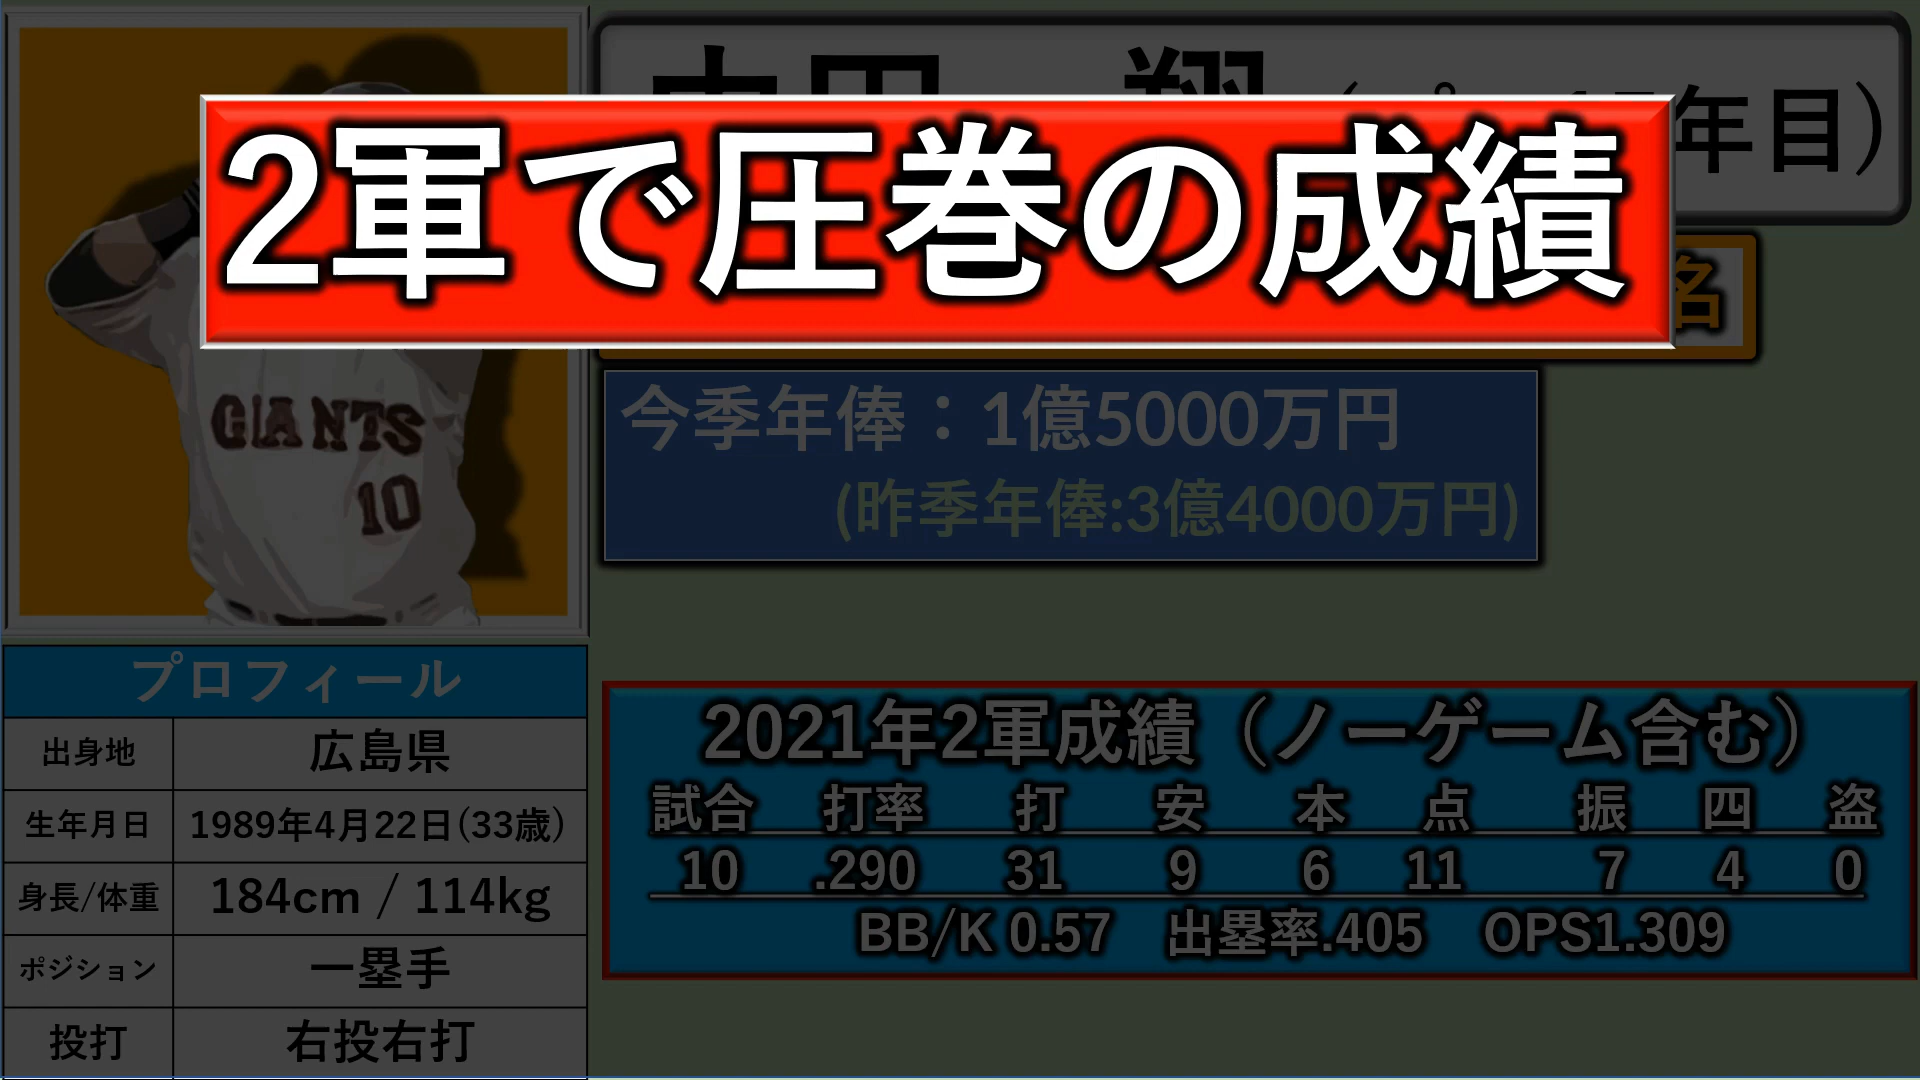 2軍で圧巻の成績
年目)
名
GIANTS
10
今季年俸：1億5000万円
(昨季年俸:3億4000万円)
プロフィール
出身地 広島県
生年月日 1989年4月22日(33歳)
身長/体重 184cm / 114kg
ポジション 一塁手
投打 右投右打
2021年2軍成績（ノーゲーム含む）
試合 打率 打 安 本 点 振 四 盗
10 .290 31 9 6 11 7 4 0
BB/K 0.57 出塁率.405 OPS1.309